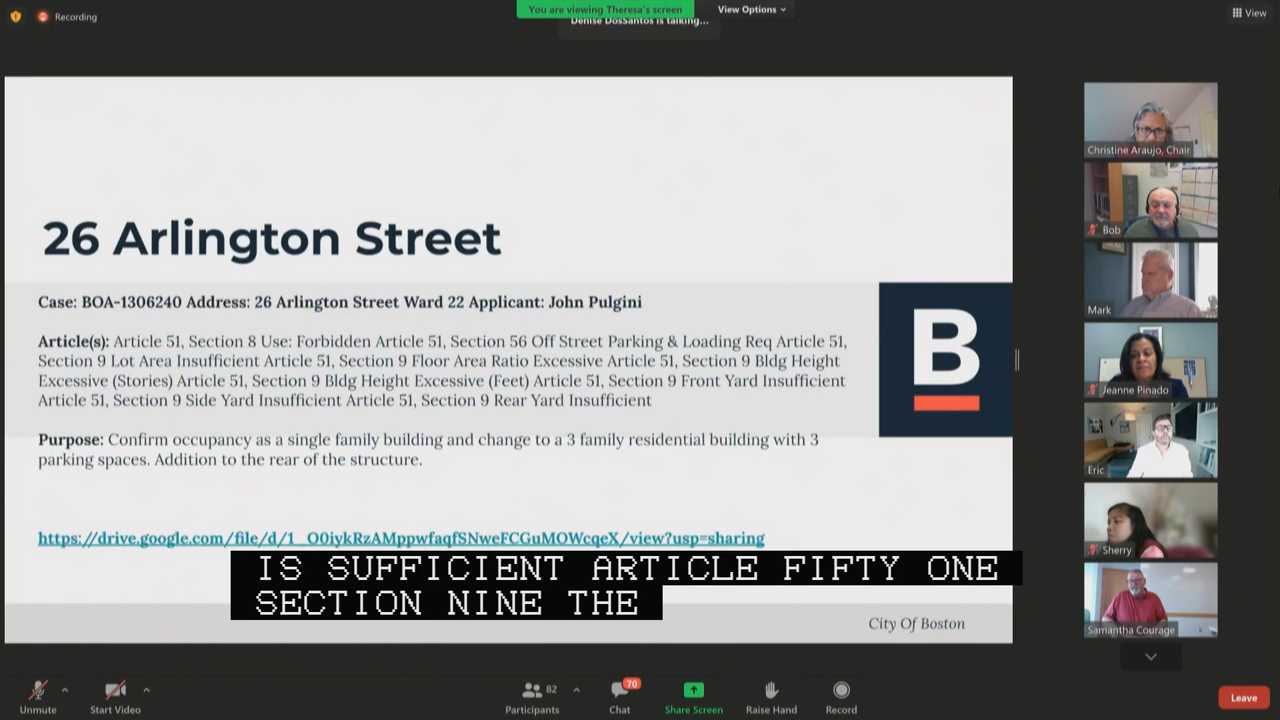 You are viewing Theresa's screen
View Options
Recording
Denise DosSantos is talking...
View
26 Arlington Street
Case: BOA-1306240 Address: 26 Arlington Street Ward 22 Applicant: John Pulgini
Article(s): Article 51, Section 8 Use: Forbidden Article 51, Section 56 Off Street Parking & Loading Req Article 51,
Section 9 Lot Area Insufficient Article 51, Section 9 Floor Area Ratio Excessive Article 51, Section 9 Bldg Height
Excessive (Stories) Article 51, Section 9 Bldg Height Excessive (Feet) Article 51, Section 9 Front Yard Insufficient
Article 51, Section 9 Side Yard Insufficient Article 51, Section 9 Rear Yard Insufficient
Purpose: Confirm occupancy as a single family building and change to a 3 family residential building with 3
parking spaces. Addition to the rear of the structure.
B
https://drive.google.com/file/d/1_O0iykRzAMppwfaqfSNweFCGuMOWcqeX/view?usp=sharing
IS SUFFICIENT ARTICLE FIFTY ONE
SECTION NINE THE
City Of Boston
Christine Araujo, Chair
Bob
Mark
Jeanne Pinado
Eric
Sherry
Samantha Courage
Unmute
Start Video
82
Participants
70
Chat
Share Screen
Raise Hand
Record
Leave